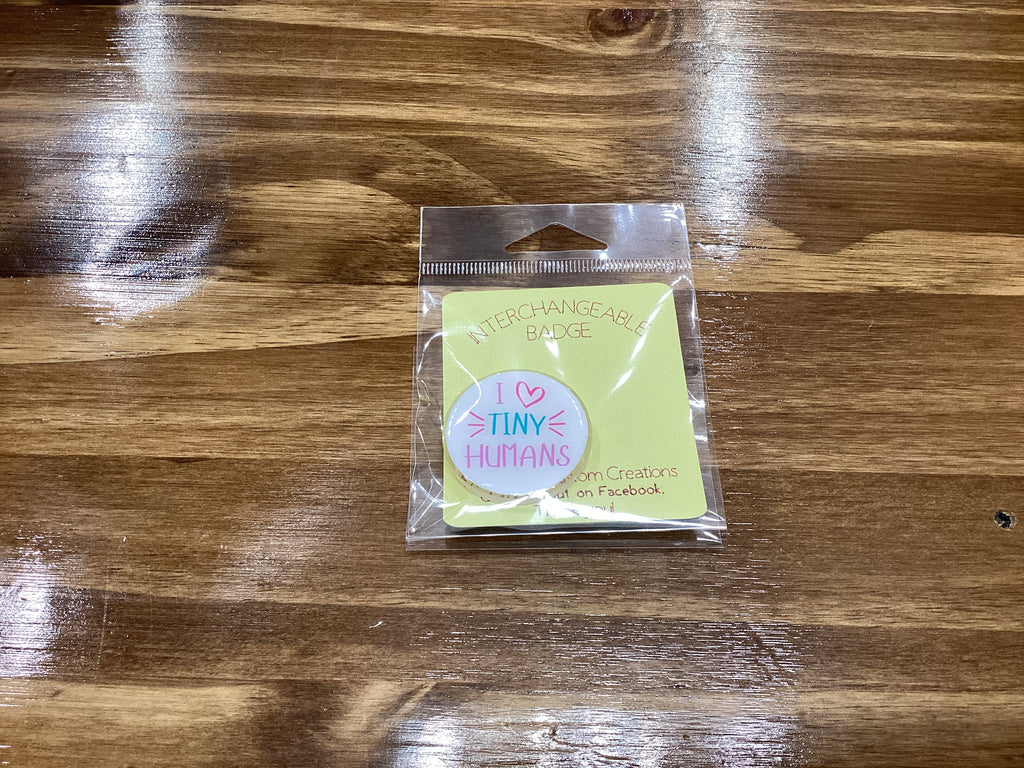 INTERCHANGEABLE
BADGE
I ♡
TINY
HUMANS
Creations
on Facebook.